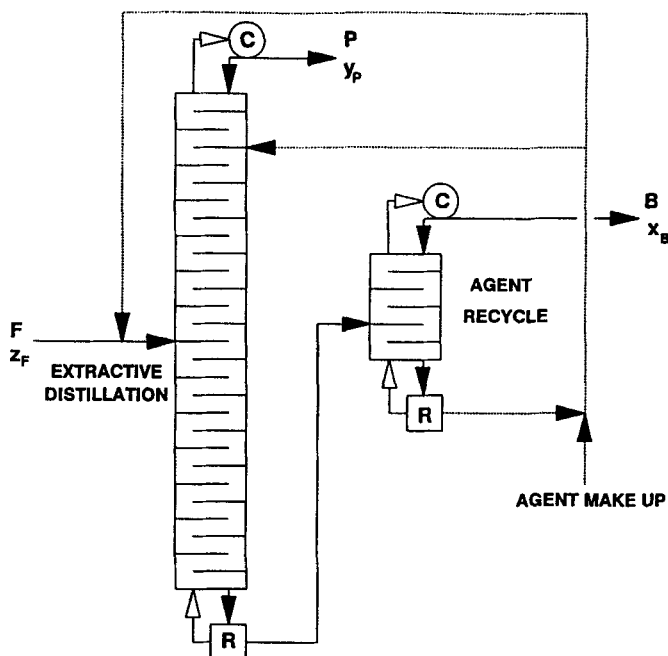 C
P
y_P
C
B
x_B
AGENT
RECYCLE
F
z_F
EXTRACTIVE
DISTILLATION
R
AGENT MAKE UP
R